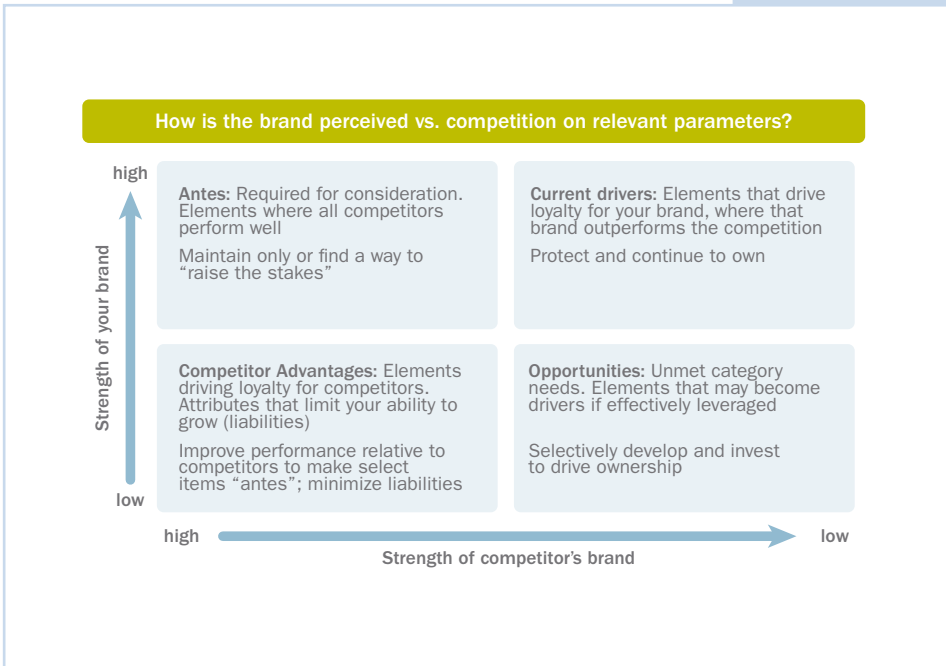 How is the brand perceived vs. competition on relevant parameters?
high
Strength of your brand
low
Antes: Required for consideration.
Elements where all competitors
perform well
Maintain only or find a way to
“raise the stakes”
Current drivers: Elements that drive
loyalty for your brand, where that
brand outperforms the competition
Protect and continue to own
Competitor Advantages: Elements
driving loyalty for competitors.
Attributes that limit your ability to
grow (liabilities)
Improve performance relative to
competitors to make select
items “antes”; minimize liabilities
Opportunities: Unmet category
needs. Elements that may become
drivers if effectively leveraged
Selectively develop and invest
to drive ownership
high
low
Strength of competitor’s brand